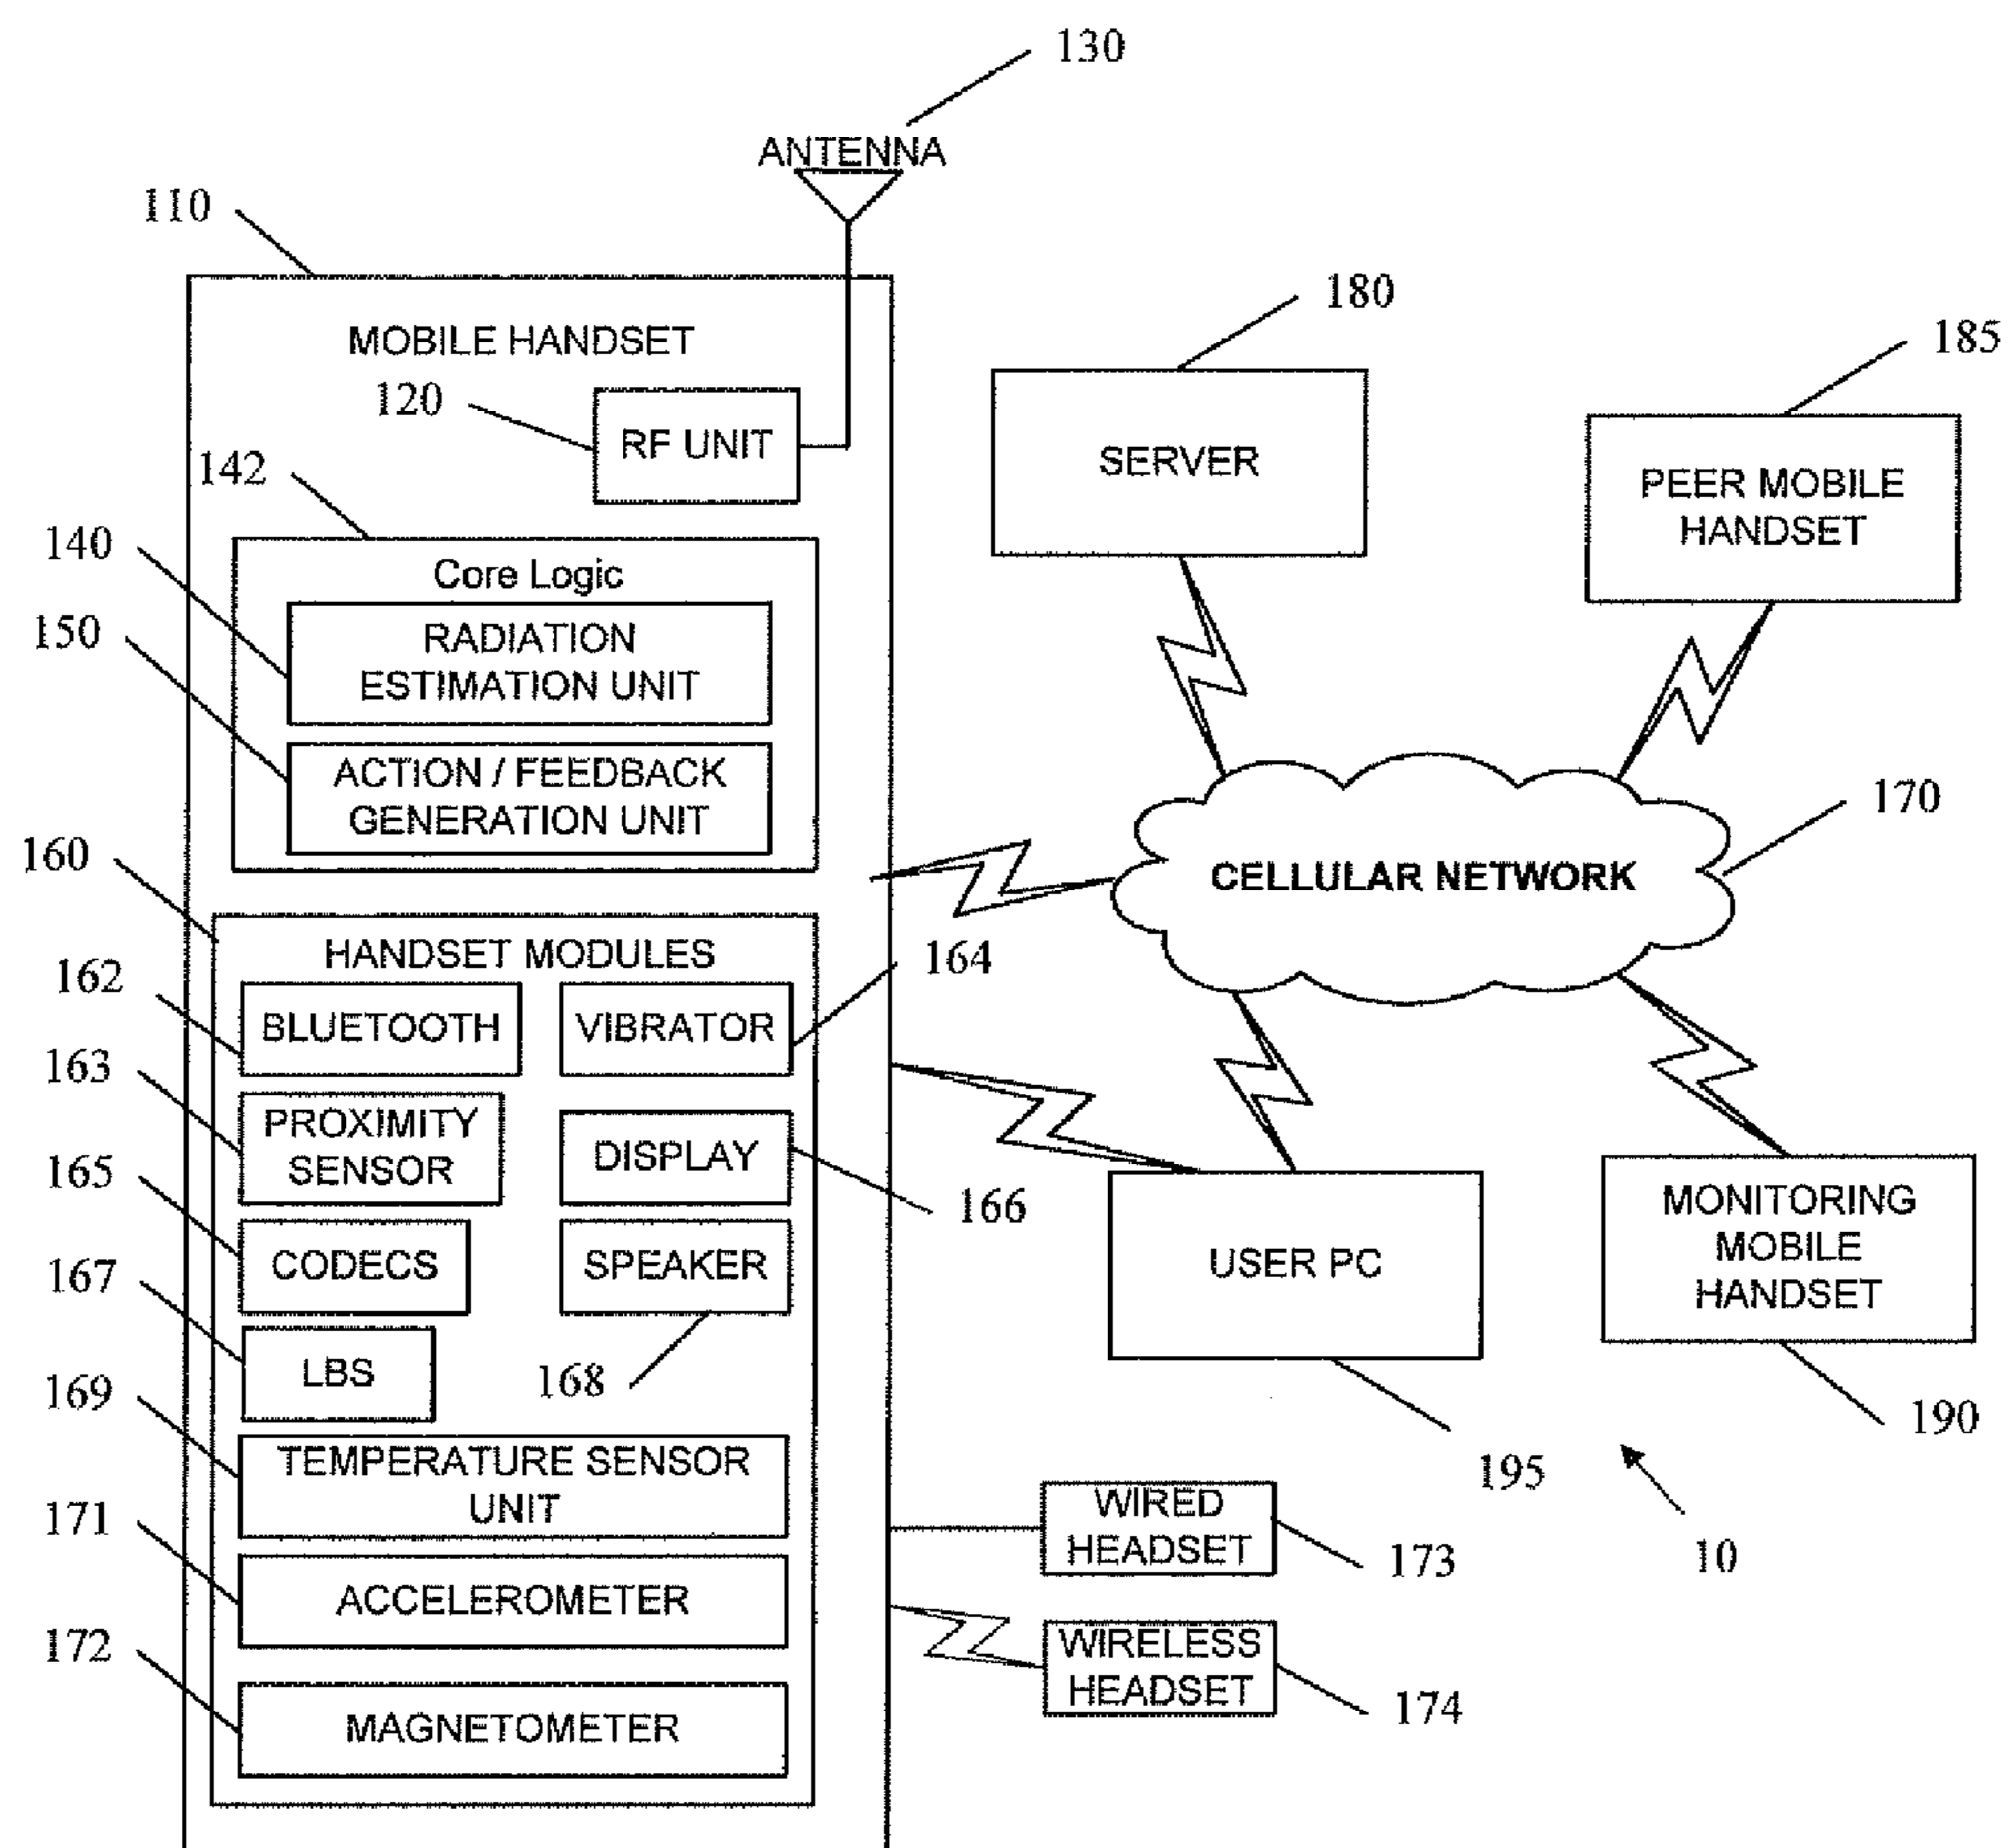 130
ANTENNA
110
MOBILE HANDSET
120
RF UNIT
142
140
Core Logic
RADIATION
ESTIMATION UNIT
150
ACTION / FEEDBACK
GENERATION UNIT
160
HANDSET MODULES
162
BLUETOOTH
VIBRATOR
164
163
PROXIMITY
SENSOR
DISPLAY
166
165
CODECS
SPEAKER
167
LBS
168
169
TEMPERATURE SENSOR
UNIT
171
ACCELEROMETER
172
MAGNETOMETER
180
SERVER
185
PEER MOBILE
HANDSET
170
CELLULAR NETWORK
USER PC
195
MONITORING
MOBILE
HANDSET
190
10
WIRED
HEADSET
173
WIRELESS
HEADSET
174